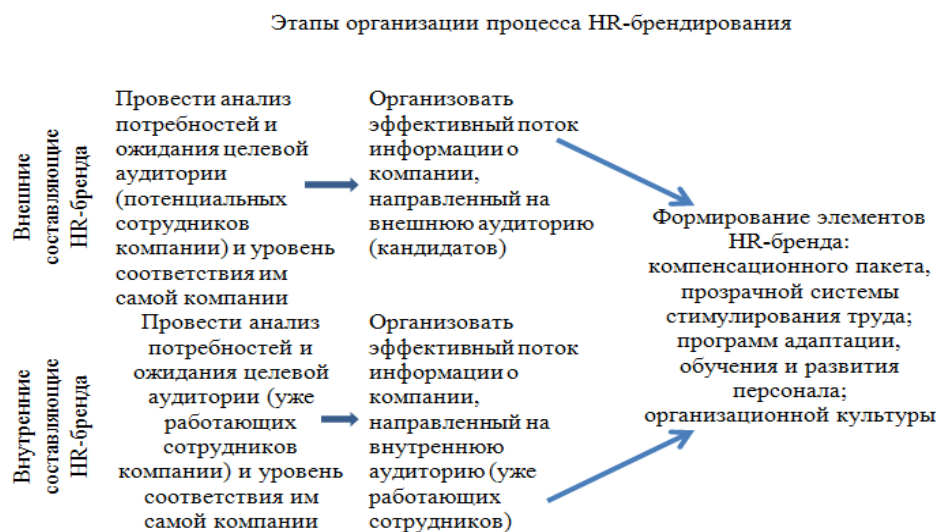 Этапы организации процесса HR-брендирования
Внешние
составляющие
HR-бренда
Провести анализ
потребностей и
ожидания целевой
аудитории
(потенциальных
сотрудников
компании) и уровень
соответствия им
самой компании
Организовать
эффективный поток
информации о
компании,
направленный на
внешнюю аудиторию
(кандидатов)
Внутренние
составляющие
HR-бренда
Провести анализ
потребностей и
ожидания целевой
аудитории (уже
работающих
сотрудников
компании) и уровень
соответствия им
самой компании
Организовать
эффективный поток
информации о
компании,
направленный на
внутреннюю
аудиторию (уже
работающих
сотрудников)
Формирование элементов
HR-бренда:
компенсационного пакета,
прозрачной системы
стимулирования труда;
программ адаптации,
обучения и развития
персонала;
организационной культуры